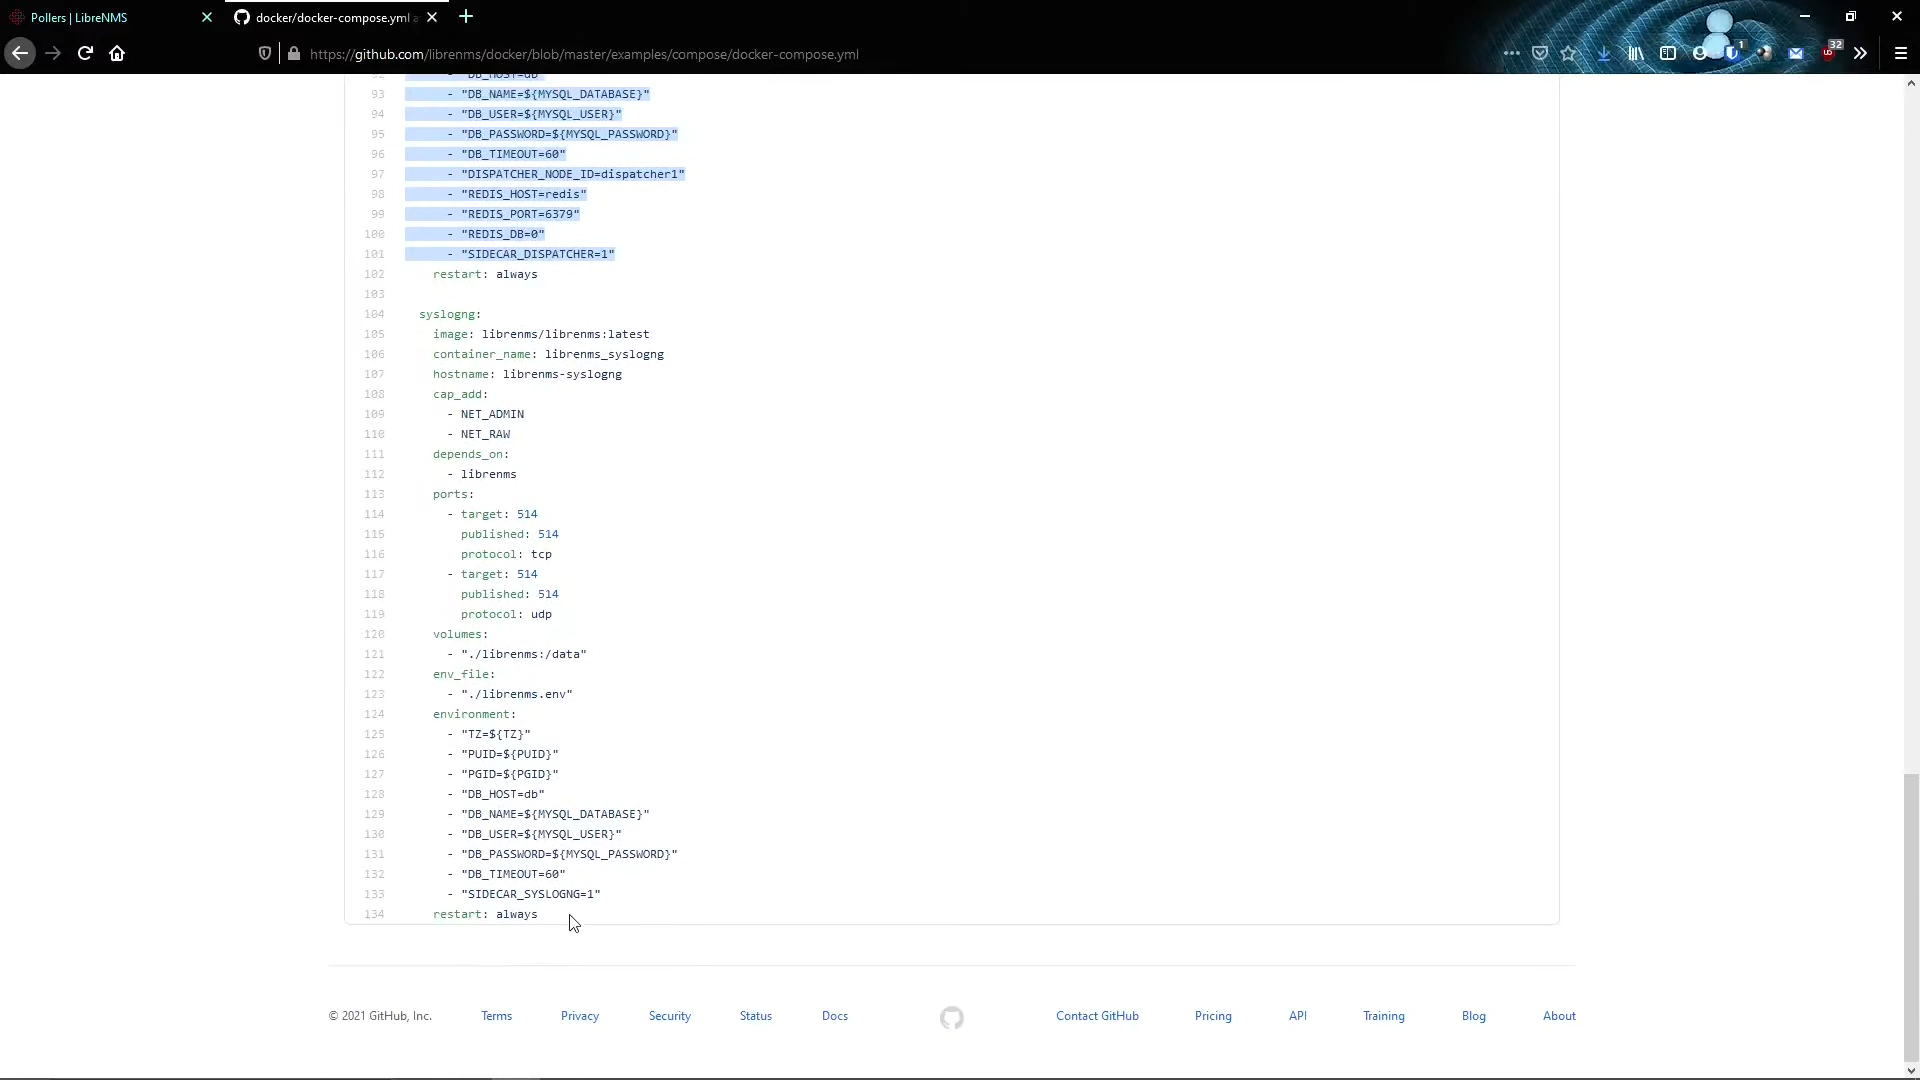 Pollers | LibreNMS
docker/docker-compose.yml a
https://github.com/librenms/docker/blob/master/examples/compose/docker-compose.yml
1
32
92 - "DB_HOST=db"
93 - "DB_NAME=${MYSQL_DATABASE}"
94 - "DB_USER=${MYSQL_USER}"
95 - "DB_PASSWORD=${MYSQL_PASSWORD}"
96 - "DB_TIMEOUT=60"
97 - "DISPATCHER_NODE_ID=dispatcher1"
98 - "REDIS_HOST=redis"
99 - "REDIS_PORT=6379"
100 - "REDIS_DB=0"
101 - "SIDECAR_DISPATCHER=1"
102 restart: always
103
104 syslogng:
105 image: librenms/librenms:latest
106 container_name: librenms_syslogng
107 hostname: librenms-syslogng
108 cap_add:
109 - NET_ADMIN
110 - NET_RAW
111 depends_on:
112 - librenms
113 ports:
114 - target: 514
115 published: 514
116 protocol: tcp
117 - target: 514
118 published: 514
119 protocol: udp
120 volumes:
121 - "./librenms:/data"
122 env_file:
123 - "./librenms.env"
124 environment:
125 - "TZ=${TZ}"
126 - "PUID=${PUID}"
127 - "PGID=${PGID}"
128 - "DB_HOST=db"
129 - "DB_NAME=${MYSQL_DATABASE}"
130 - "DB_USER=${MYSQL_USER}"
131 - "DB_PASSWORD=${MYSQL_PASSWORD}"
132 - "DB_TIMEOUT=60"
133 - "SIDECAR_SYSLOGNG=1"
134 restart: always
© 2021 GitHub, Inc. Terms Privacy Security Status Docs Contact GitHub Pricing API Training Blog About